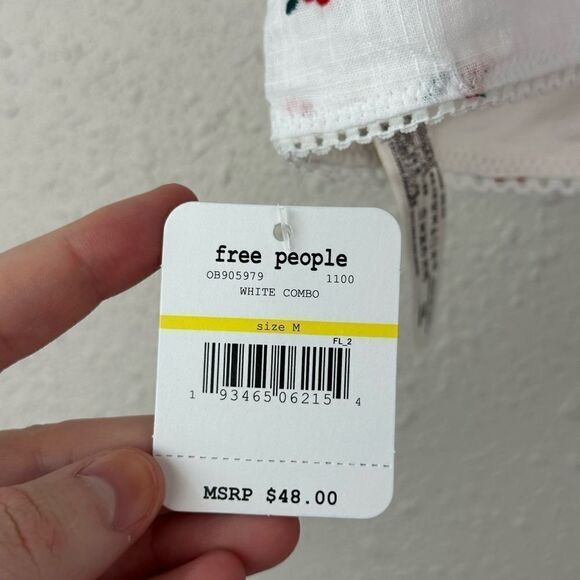 free people
OB905979 1100
WHITE COMBO
size M
FL_2
1 93465 06215 4
MSRP $48.00